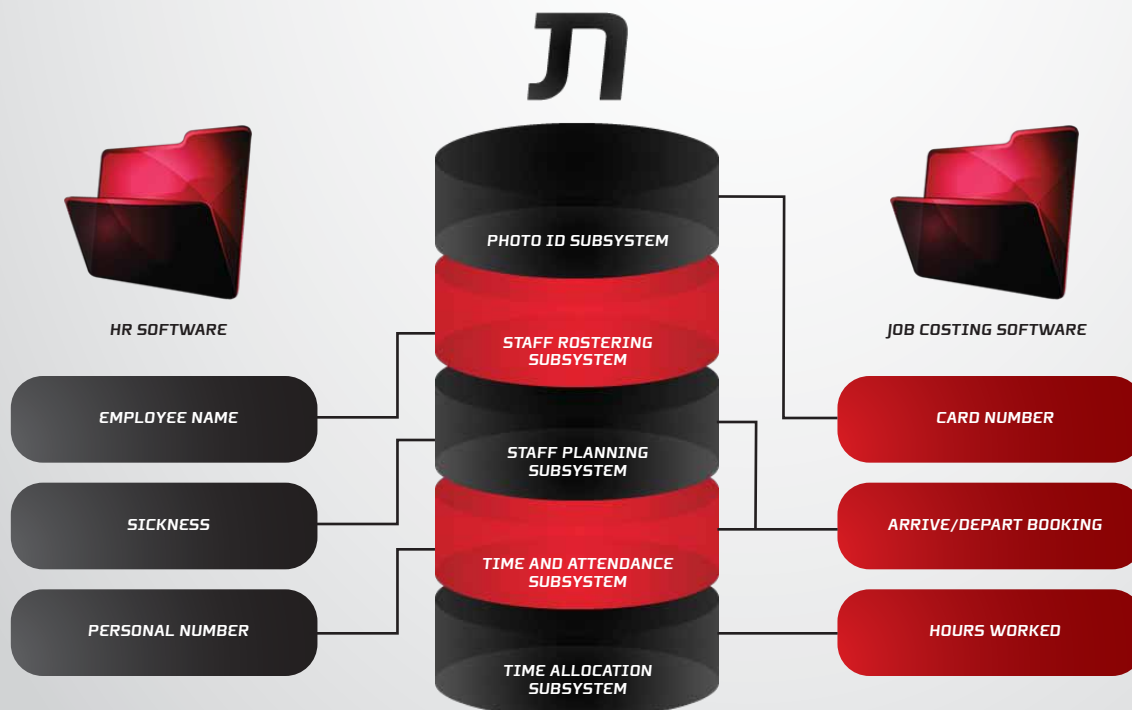 PHOTO ID SUBSYSTEM
HR SOFTWARE
STAFF ROSTERING
SUBSYSTEM
JOB COSTING SOFTWARE
EMPLOYEE NAME
STAFF PLANNING
SUBSYSTEM
CARD NUMBER
SICKNESS
TIME AND ATTENDANCE
SUBSYSTEM
ARRIVE/DEPART BOOKING
PERSONAL NUMBER
TIME ALLOCATION
SUBSYSTEM
HOURS WORKED